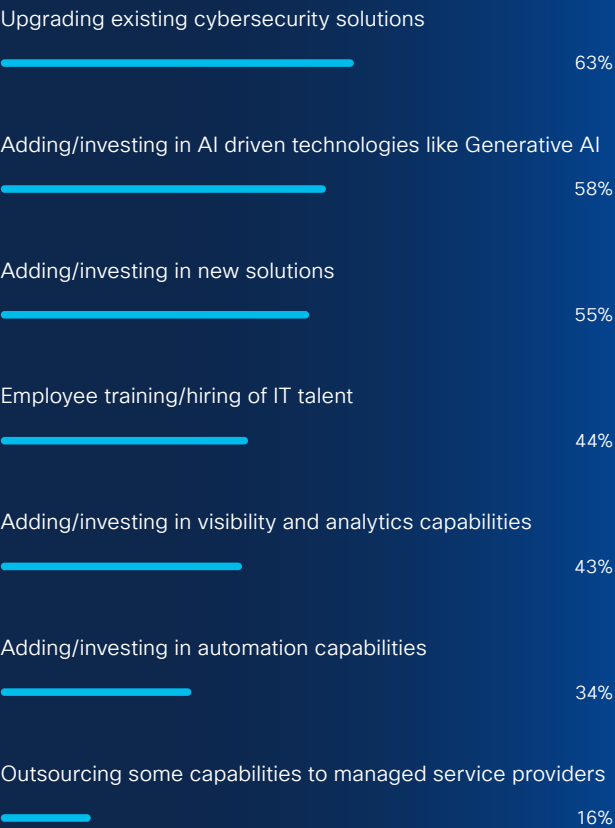 Upgrading existing cybersecurity solutions
63%
Adding/investing in AI driven technologies like Generative AI
58%
Adding/investing in new solutions
55%
Employee training/hiring of IT talent
44%
Adding/investing in visibility and analytics capabilities
43%
Adding/investing in automation capabilities
34%
Outsourcing some capabilities to managed service providers
16%